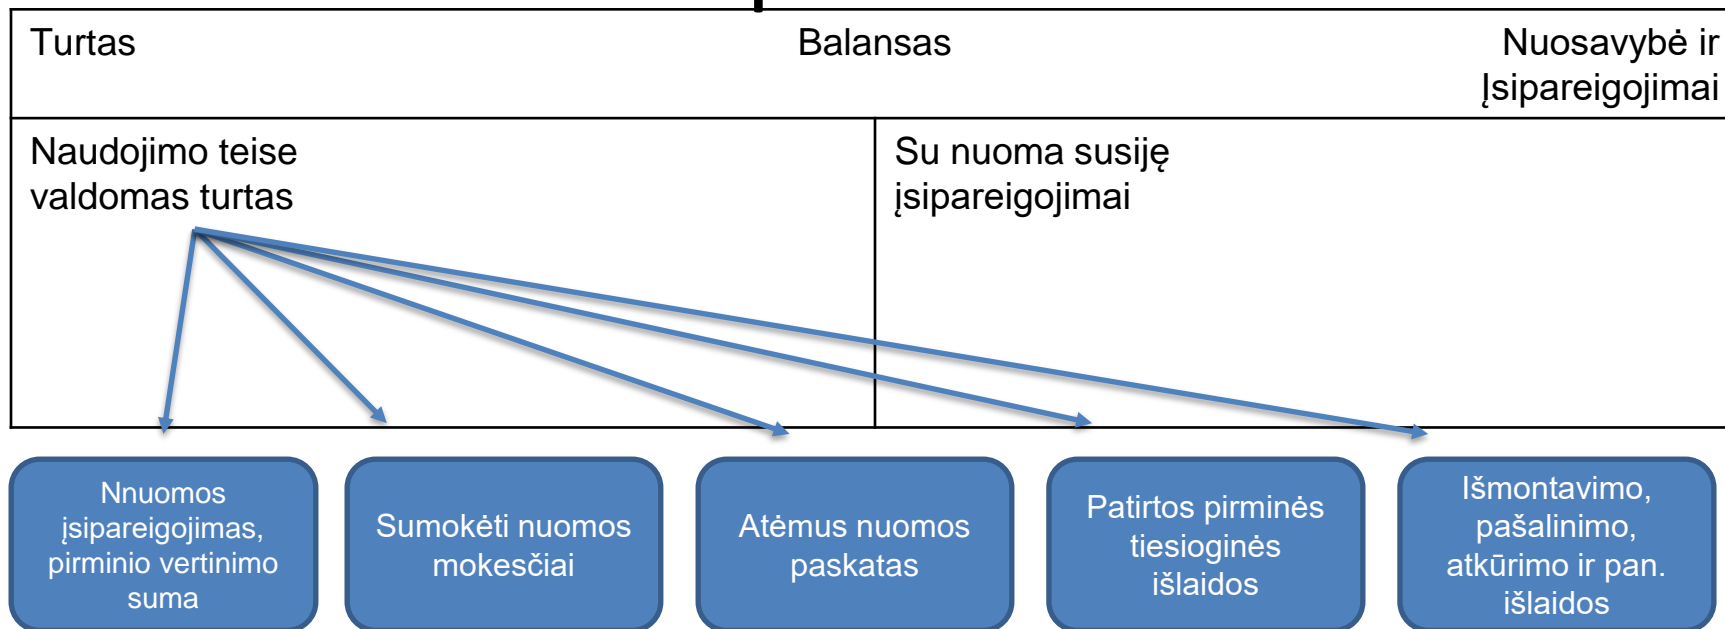 Turtas
Balansas
Nuosavybė ir
Įsipareigojimai
Naudojimo teise
valdomas turtas
Su nuoma susiję
įsipareigojimai
Nnuomos
įsipareigojimas,
pirminio vertinimo
suma
Sumokėti nuomos
mokesčiai
Atėmus nuomos
paskatas
Patirtos pirminės
tiesioginės
išlaidos
Išmontavimo,
pašalinimo,
atkūrimo ir pan.
išlaidos